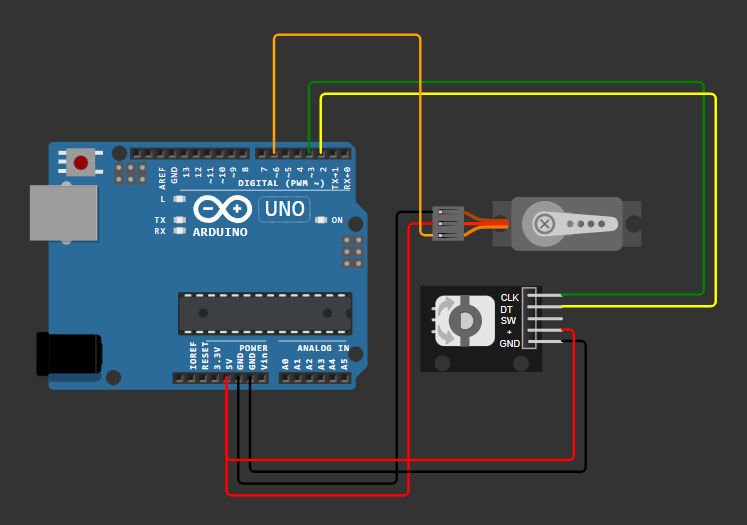 7
~6
~5
4
~3
2
TX→1
RX←0
AREF
GND
13
12
~11
~10
~9
8
DIGITAL (PWM ~)
L
TX
RX
UNO
ON
ARDUINO
CLK
DT
SW
+
GND
IOREF
RESET
3.3V
5V
GND
GND
Vin
POWER
ANALOG IN
A0
A1
A2
A3
A4
A5